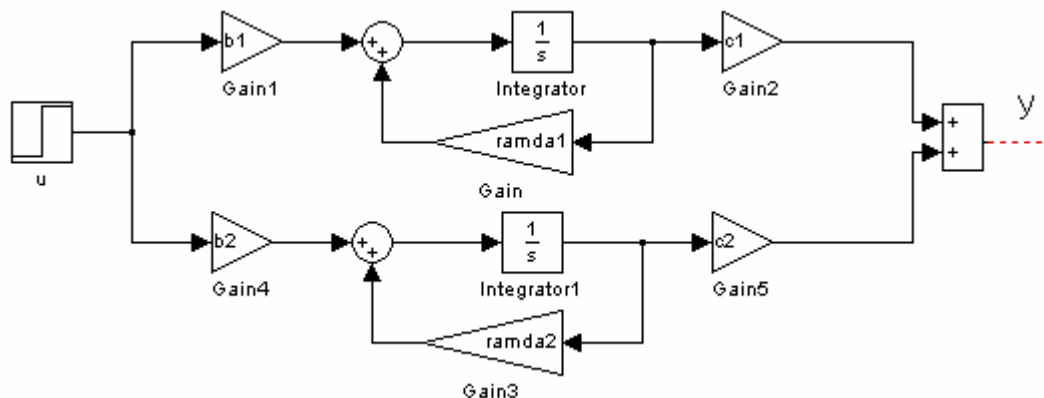 b1
Gain1
+
+
1
s
Integrator
c1
Gain2
ramda1
Gain
u
+
+
y
b2
Gain4
+
+
1
s
Integrator1
c2
Gain5
ramda2
Gain3